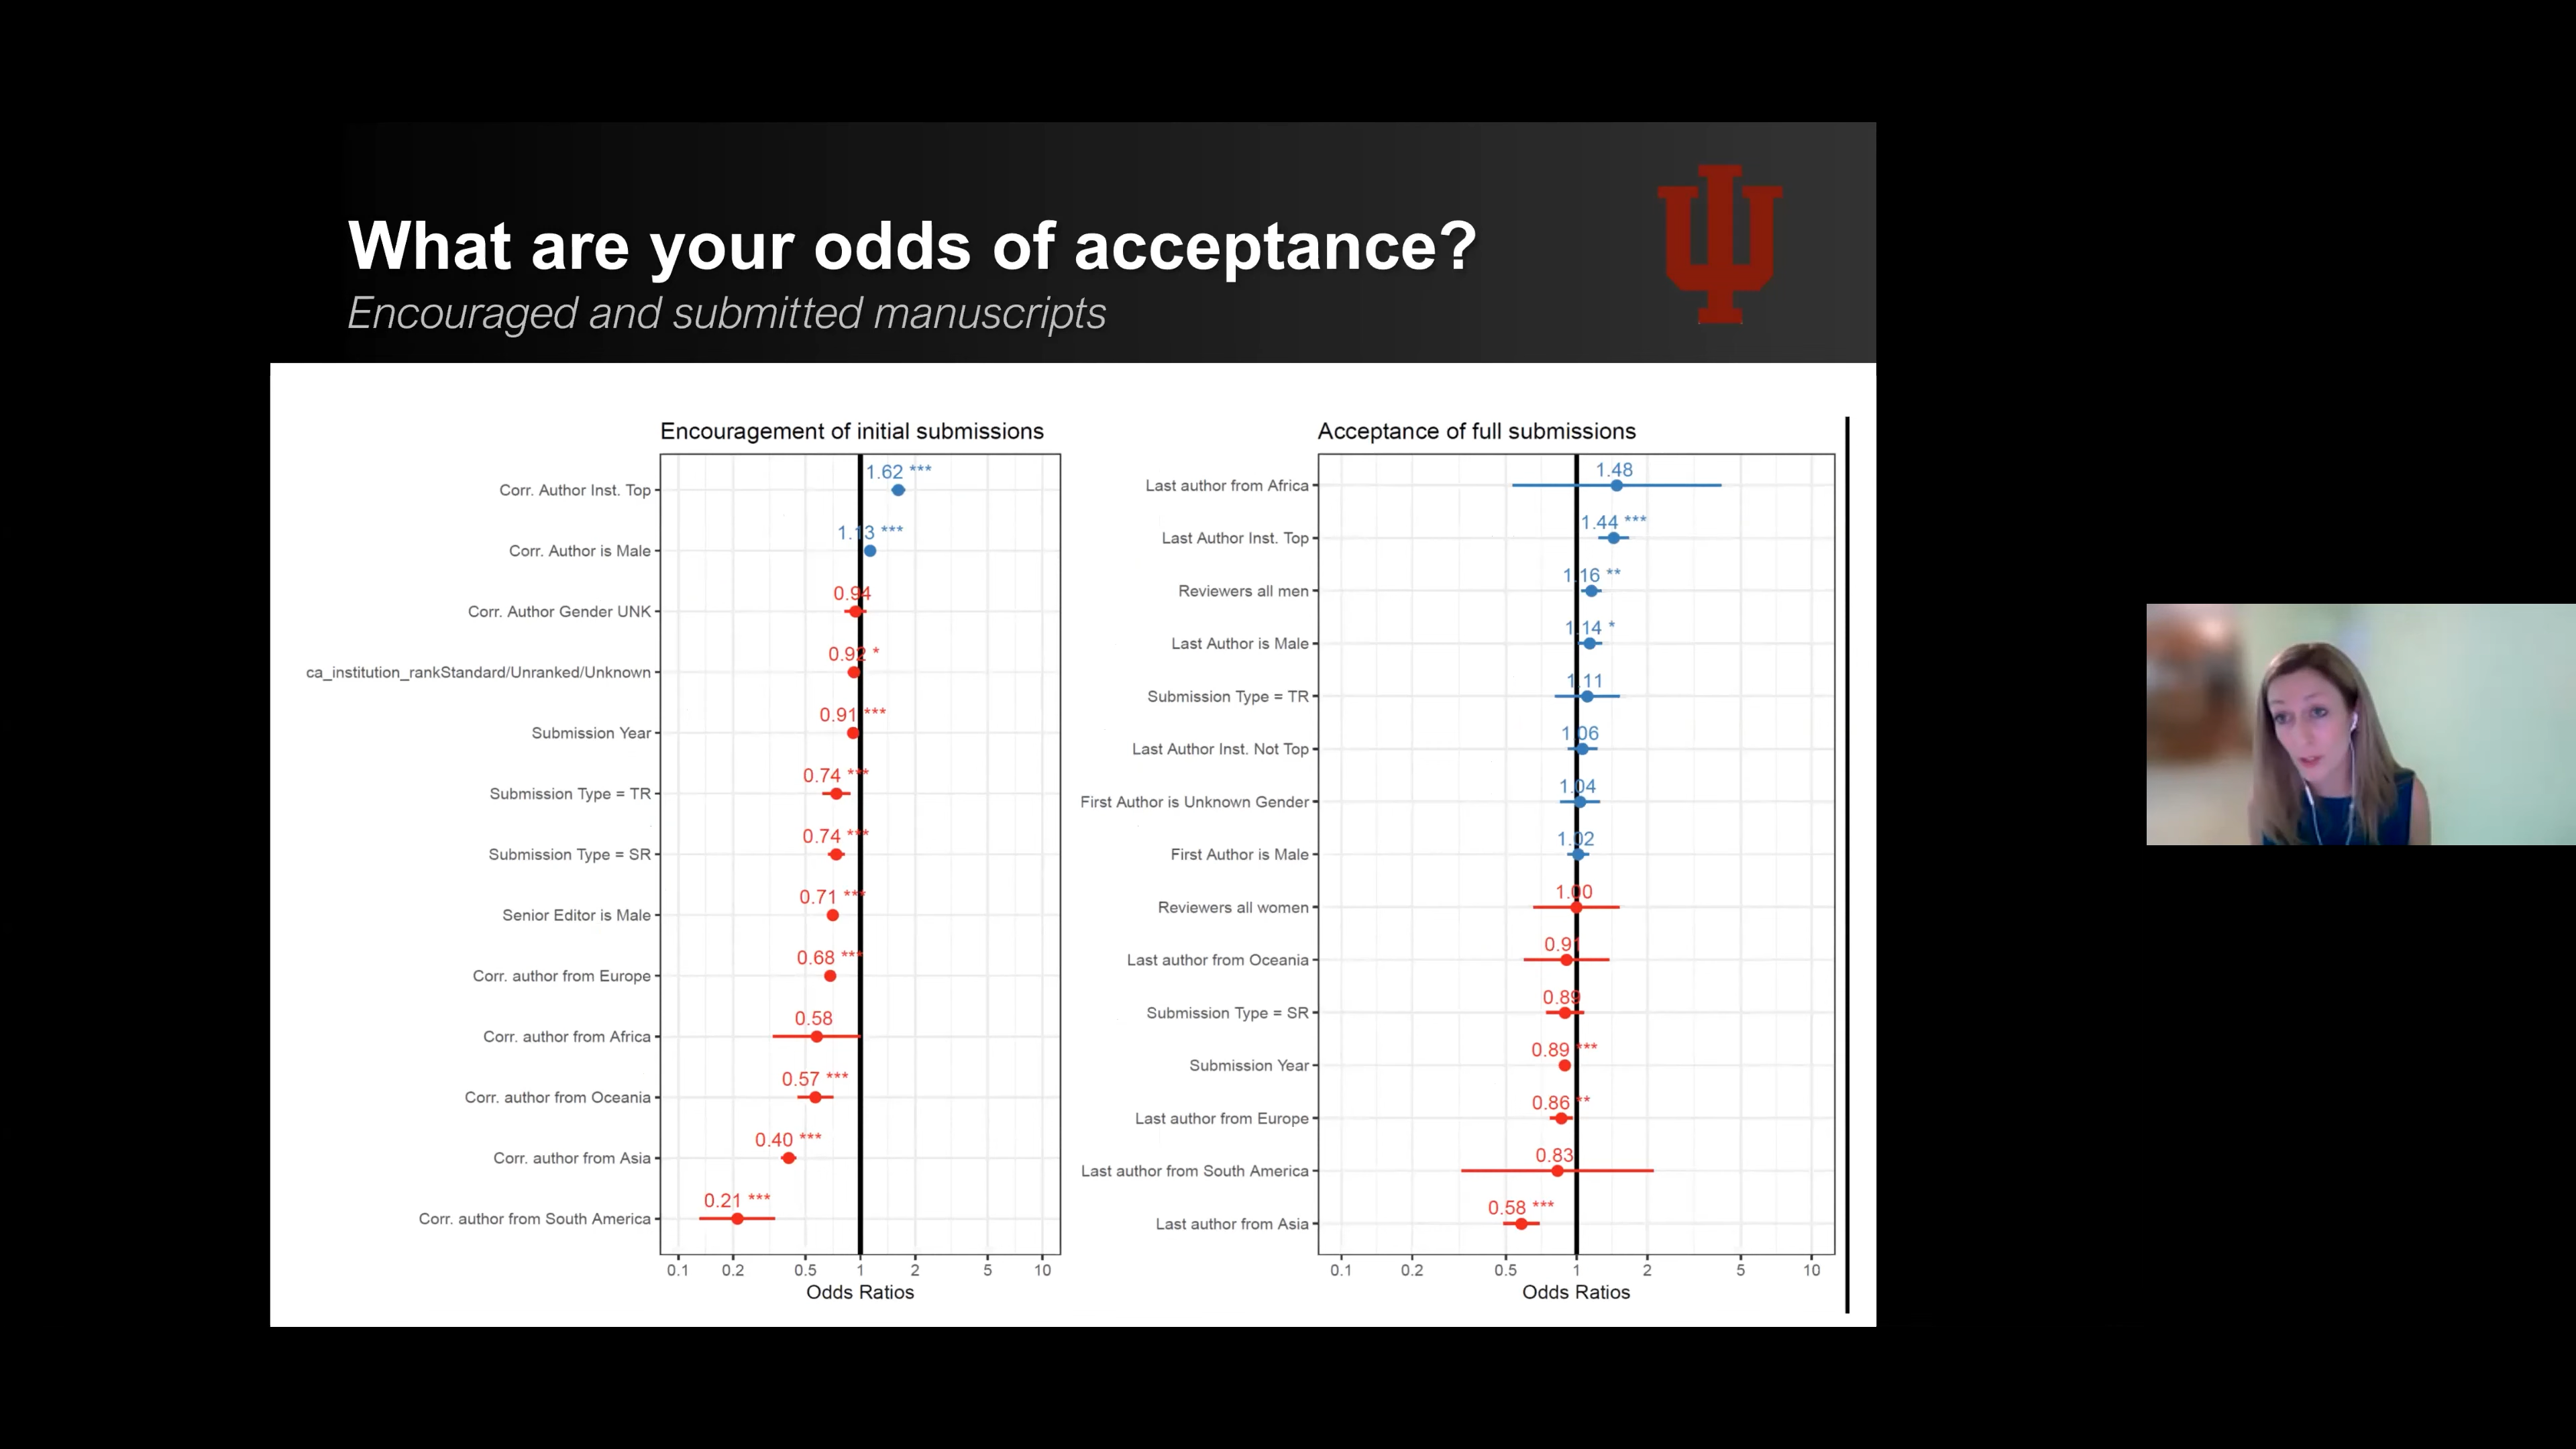 What are your odds of acceptance?
Encouraged and submitted manuscripts
Encouragement of initial submissions
Corr. Author Inst. Top
1.62 ***
Corr. Author is Male
1.13 ***
Corr. Author Gender UNK
0.94
ca_institution_rankStandard/Unranked/Unknown
0.92 *
Submission Year
0.91 ***
Submission Type = TR
0.74 ***
Submission Type = SR
0.74 ***
Senior Editor is Male
0.71 ***
Corr. author from Europe
0.68 ***
Corr. author from Africa
0.58
Corr. author from Oceania
0.57 ***
Corr. author from Asia
0.40 ***
Corr. author from South America
0.21 ***
0.1 0.2 0.5 1 2 5 10
Odds Ratios
Acceptance of full submissions
Last author from Africa
1.48
Last Author Inst. Top
1.44 ***
Reviewers all men
1.16 **
Last Author is Male
1.14 *
Submission Type = TR
1.11
Last Author Inst. Not Top
1.06
First Author is Unknown Gender
1.04
First Author is Male
1.02
Reviewers all women
1.00
Last author from Oceania
0.91
Submission Type = SR
0.89
Submission Year
0.89 ***
Last author from Europe
0.86 **
Last author from South America
0.83
Last author from Asia
0.58 ***
0.1 0.2 0.5 1 2 5 10
Odds Ratios